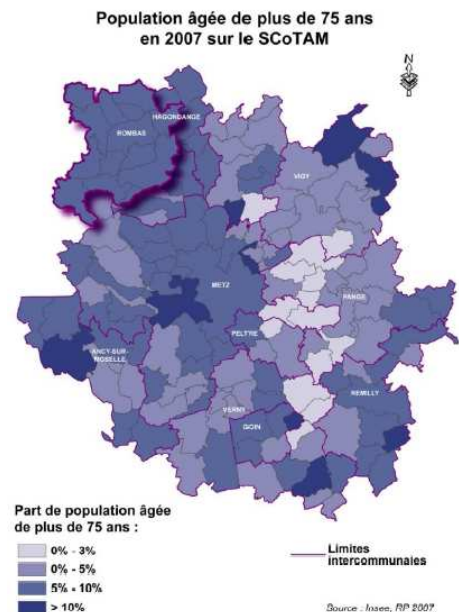 Population âgée de plus de 75 ans
en 2007 sur le SCoTAM
N
HAGONDANGE
ROMBAS
VIGY
METZ
PANGE
PELTRE
ANCY-SUR-
MOSELLE
REMILLY
VERNY
GOIN
Part de population âgée
de plus de 75 ans :
0% - 3%
0% - 5%
5% - 10%
> 10%
Limites
intercommunales
Source : Insee, RP 2007